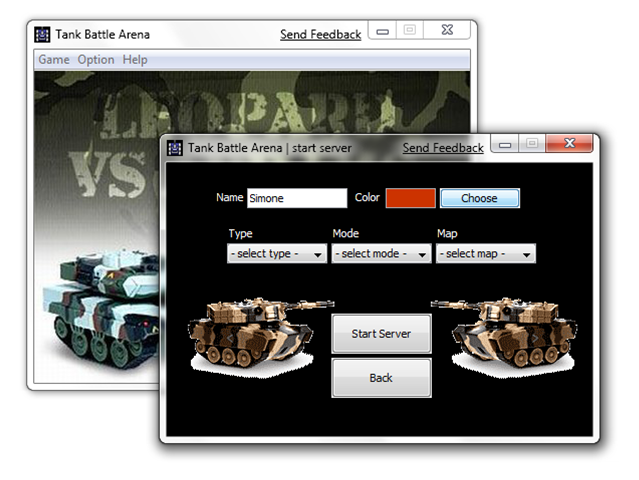 Tank Battle Arena Send Feedback
Game Option Help
LEOPARD
VS
Tank Battle Arena | start server Send Feedback
Name Simone Color Choose
Type Mode Map
- select type - - select mode - - select map -
Start Server
Back